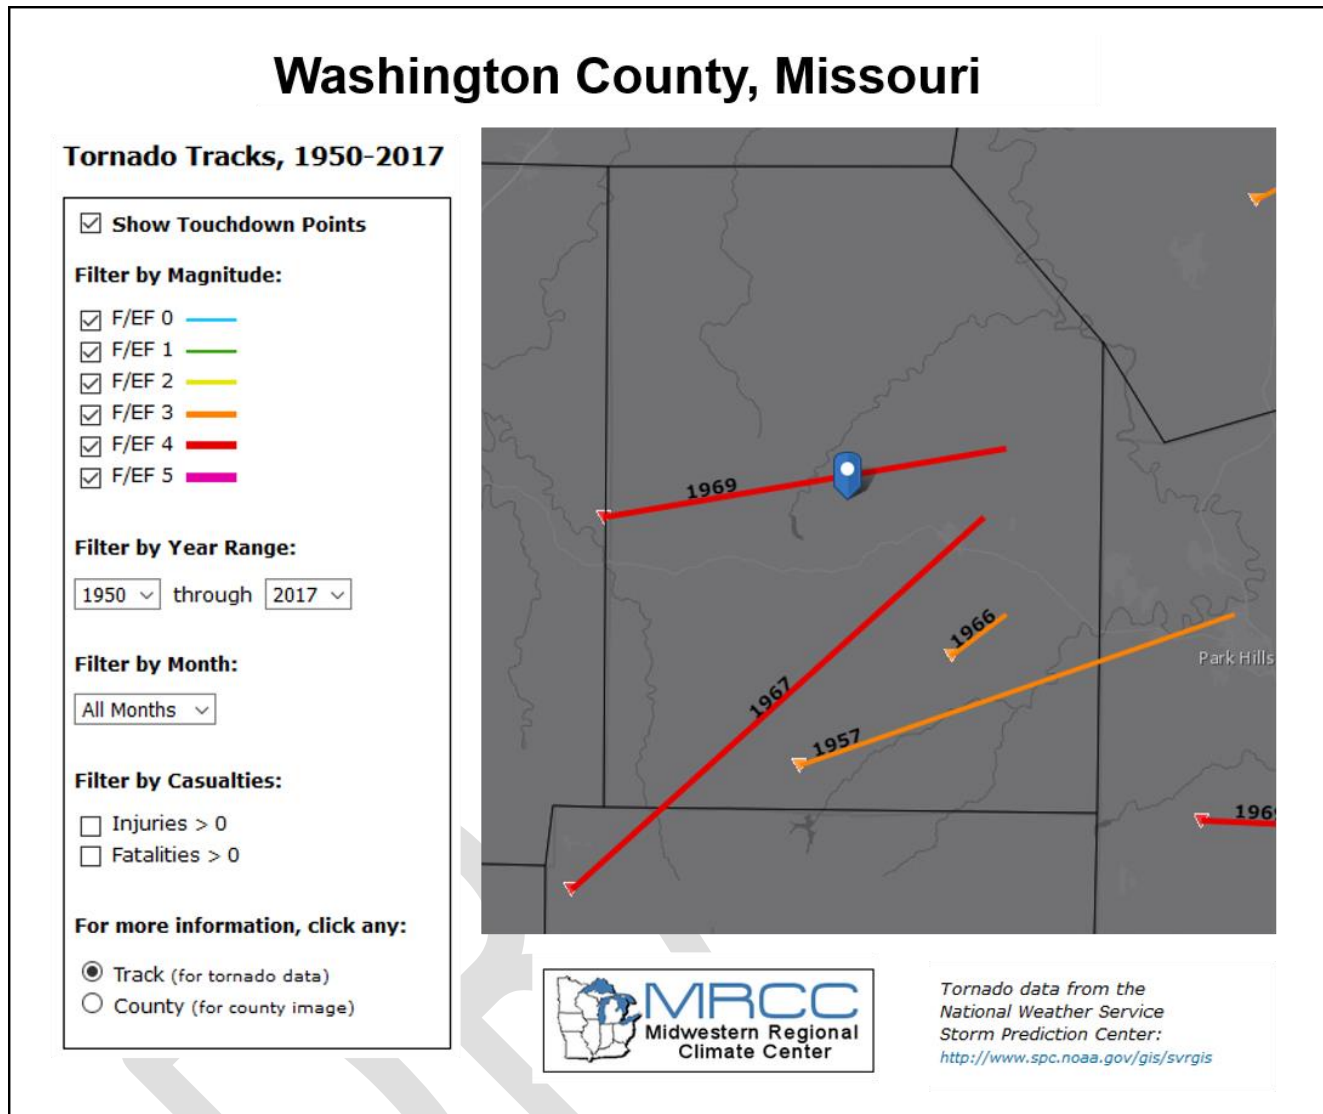 Washington County, Missouri
Tornado Tracks, 1950-2017
Show Touchdown Points
Filter by Magnitude:
F/EF 0
F/EF 1
F/EF 2
F/EF 3
F/EF 4
F/EF 5
Filter by Year Range:
1950 through 2017
Filter by Month:
All Months
Filter by Casualties:
Injuries > 0
Fatalities > 0
For more information, click any:
Track (for tornado data)
County (for county image)
1969
1966
Park Hills
1967
1957
196
MRCC
Midwestern Regional
Climate Center
Tornado data from the
National Weather Service
Storm Prediction Center:
http://www.spc.noaa.gov/gis/svrgis